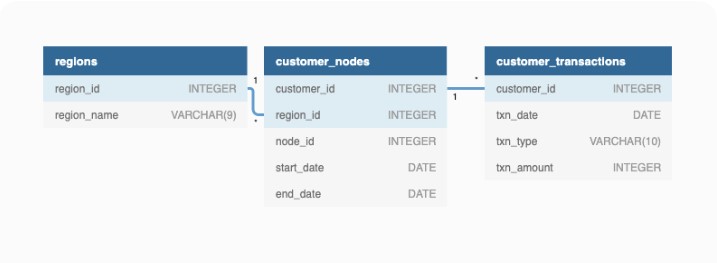 regions
region_id INTEGER
region_name VARCHAR(9)
1
*
customer_nodes
customer_id INTEGER
region_id INTEGER
node_id INTEGER
start_date DATE
end_date DATE
1
*
customer_transactions
customer_id INTEGER
txn_date DATE
txn_type VARCHAR(10)
txn_amount INTEGER